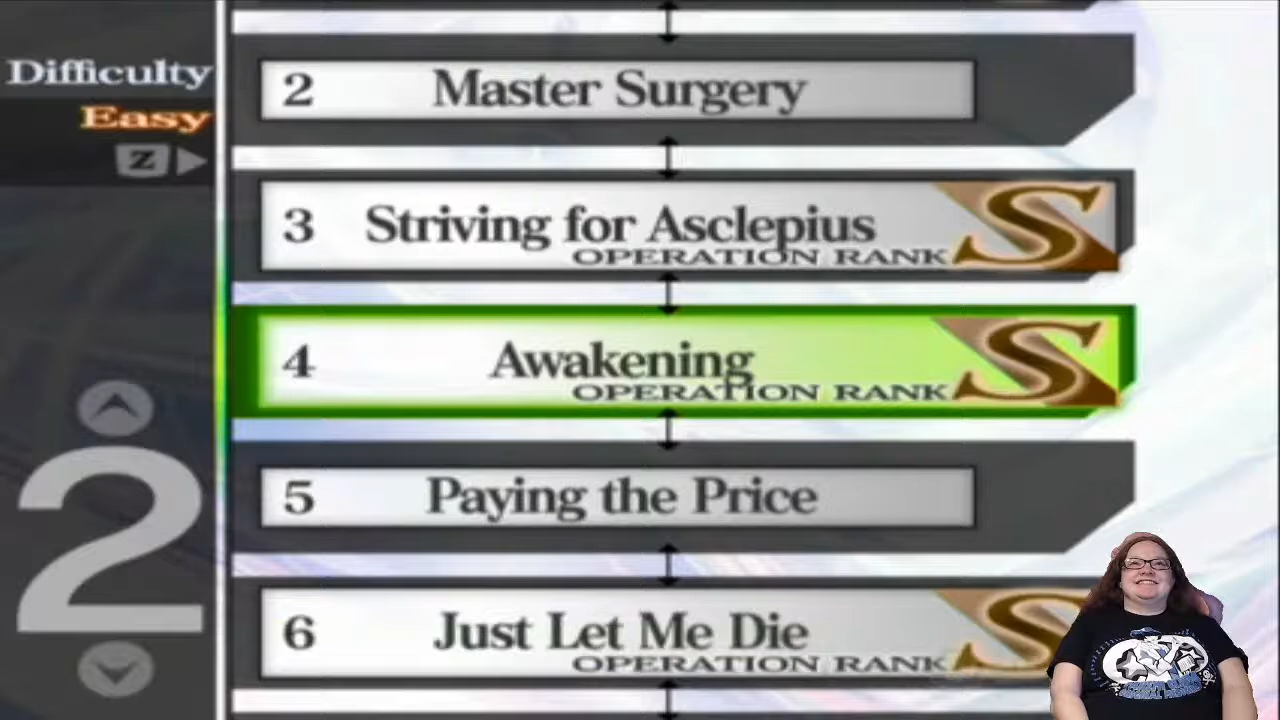 Difficulty
Easy
Z
2 Master Surgery
3 Striving for Asclepius
OPERATION RANK S
4 Awakening
OPERATION RANK S
5 Paying the Price
6 Just Let Me Die
OPERATION RANK S
2